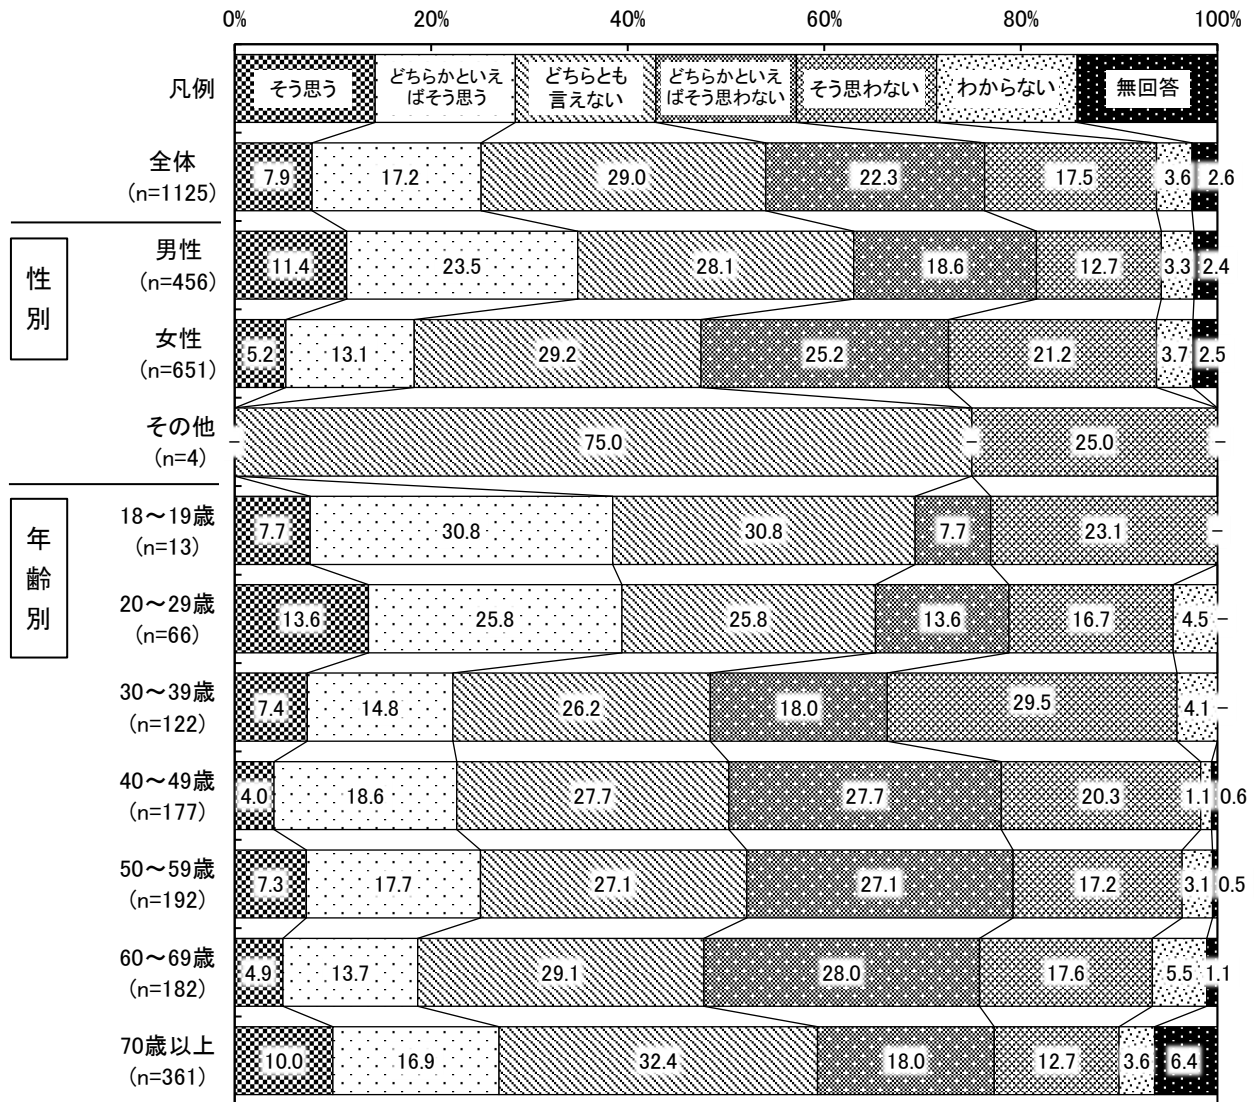 0% 20% 40% 60% 80% 100%
凡例 そう思う どちらかといえ
ばそう思う どちらとも
言えない どちらかといえ
ばそう思わない そう思わない わからない 無回答
全体
(n=1125)
7.9 17.2 29.0 22.3 17.5 3.6 2.6
性
別
男性
(n=456)
11.4 23.5 28.1 18.6 12.7 3.3 2.4
女性
(n=651)
5.2 13.1 29.2 25.2 21.2 3.7 2.5
その他
(n=4)
- 75.0 - 25.0 -
年
齢
別
18～19歳
(n=13)
7.7 30.8 30.8 7.7 23.1 -
20～29歳
(n=66)
13.6 25.8 25.8 13.6 16.7 4.5 -
30～39歳
(n=122)
7.4 14.8 26.2 18.0 29.5 4.1 -
40～49歳
(n=177)
4.0 18.6 27.7 27.7 20.3 1.1 0.6
50～59歳
(n=192)
7.3 17.7 27.1 27.1 17.2 3.1 0.5
60～69歳
(n=182)
4.9 13.7 29.1 28.0 17.6 5.5 1.1
70歳以上
(n=361)
10.0 16.9 32.4 18.0 12.7 3.6 6.4